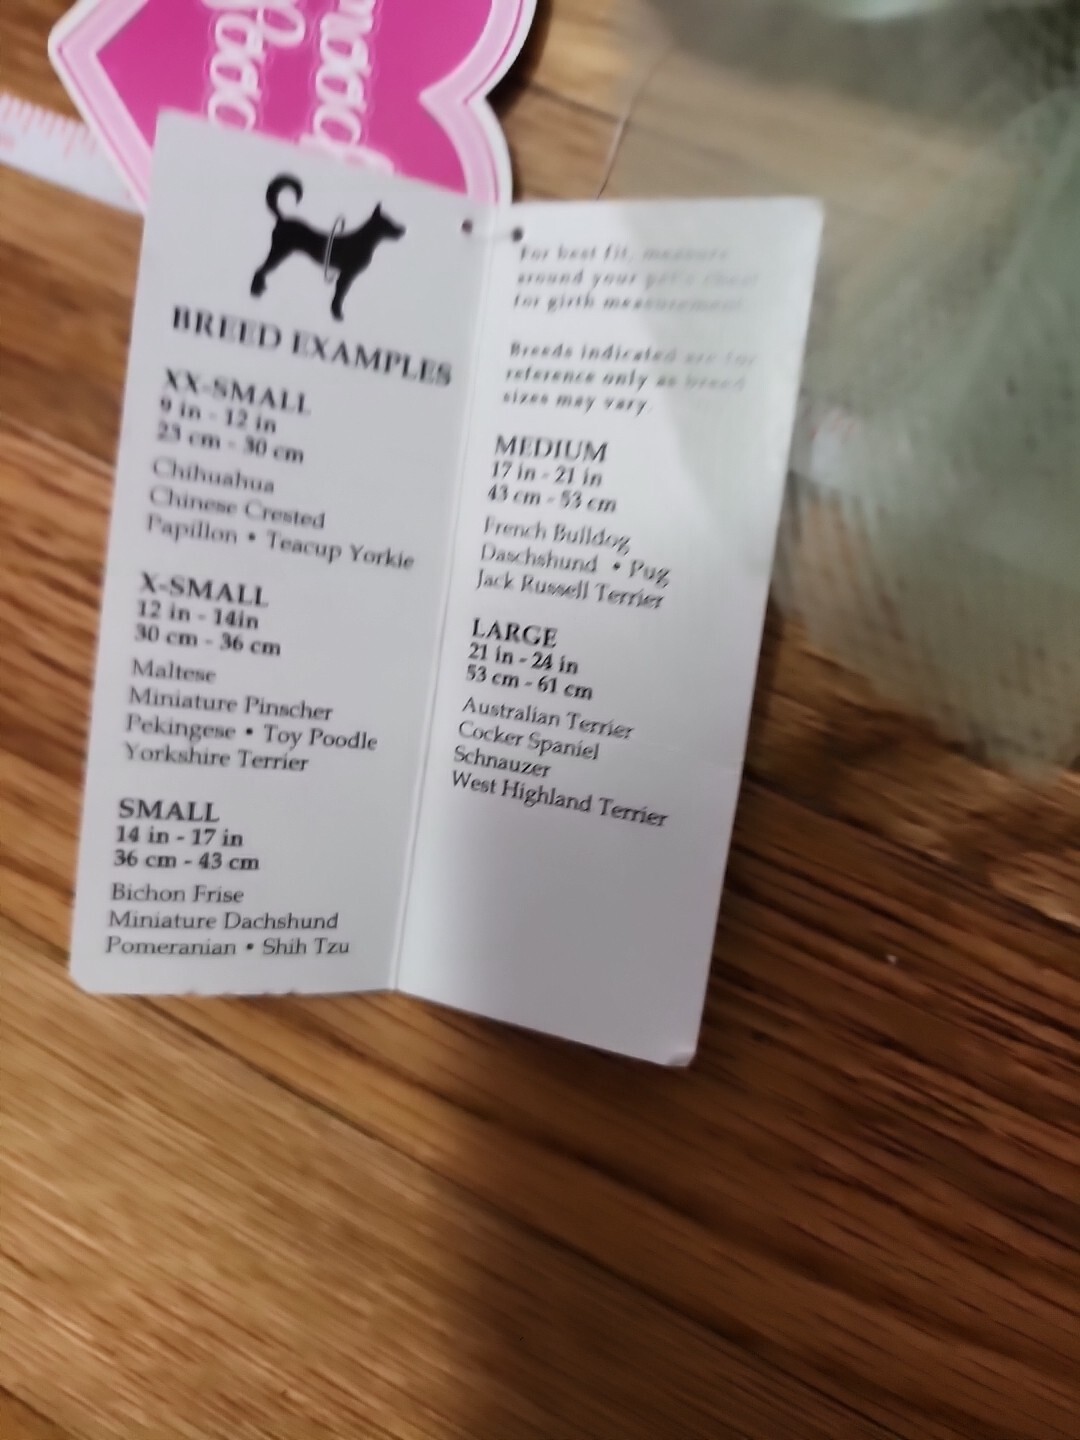 BREED EXAMPLES
XX-SMALL
9 in - 12 in
23 cm - 30 cm
Chihuahua
Chinese Crested
Papillon • Teacup Yorkie
X-SMALL
12 in - 14in
30 cm - 36 cm
Maltese
Miniature Pinscher
Pekingese • Toy Poodle
Yorkshire Terrier
SMALL
14 in - 17 in
36 cm - 43 cm
Bichon Frise
Miniature Dachshund
Pomeranian • Shih Tzu
For best fit, measure
around your pet's chest
for girth measurement.
Breeds indicated are for
reference only as breed
sizes may vary.
MEDIUM
17 in - 21 in
43 cm - 53 cm
French Bulldog
Daschshund • Pug
Jack Russell Terrier
LARGE
21 in - 24 in
53 cm - 61 cm
Australian Terrier
Cocker Spaniel
Schnauzer
West Highland Terrier